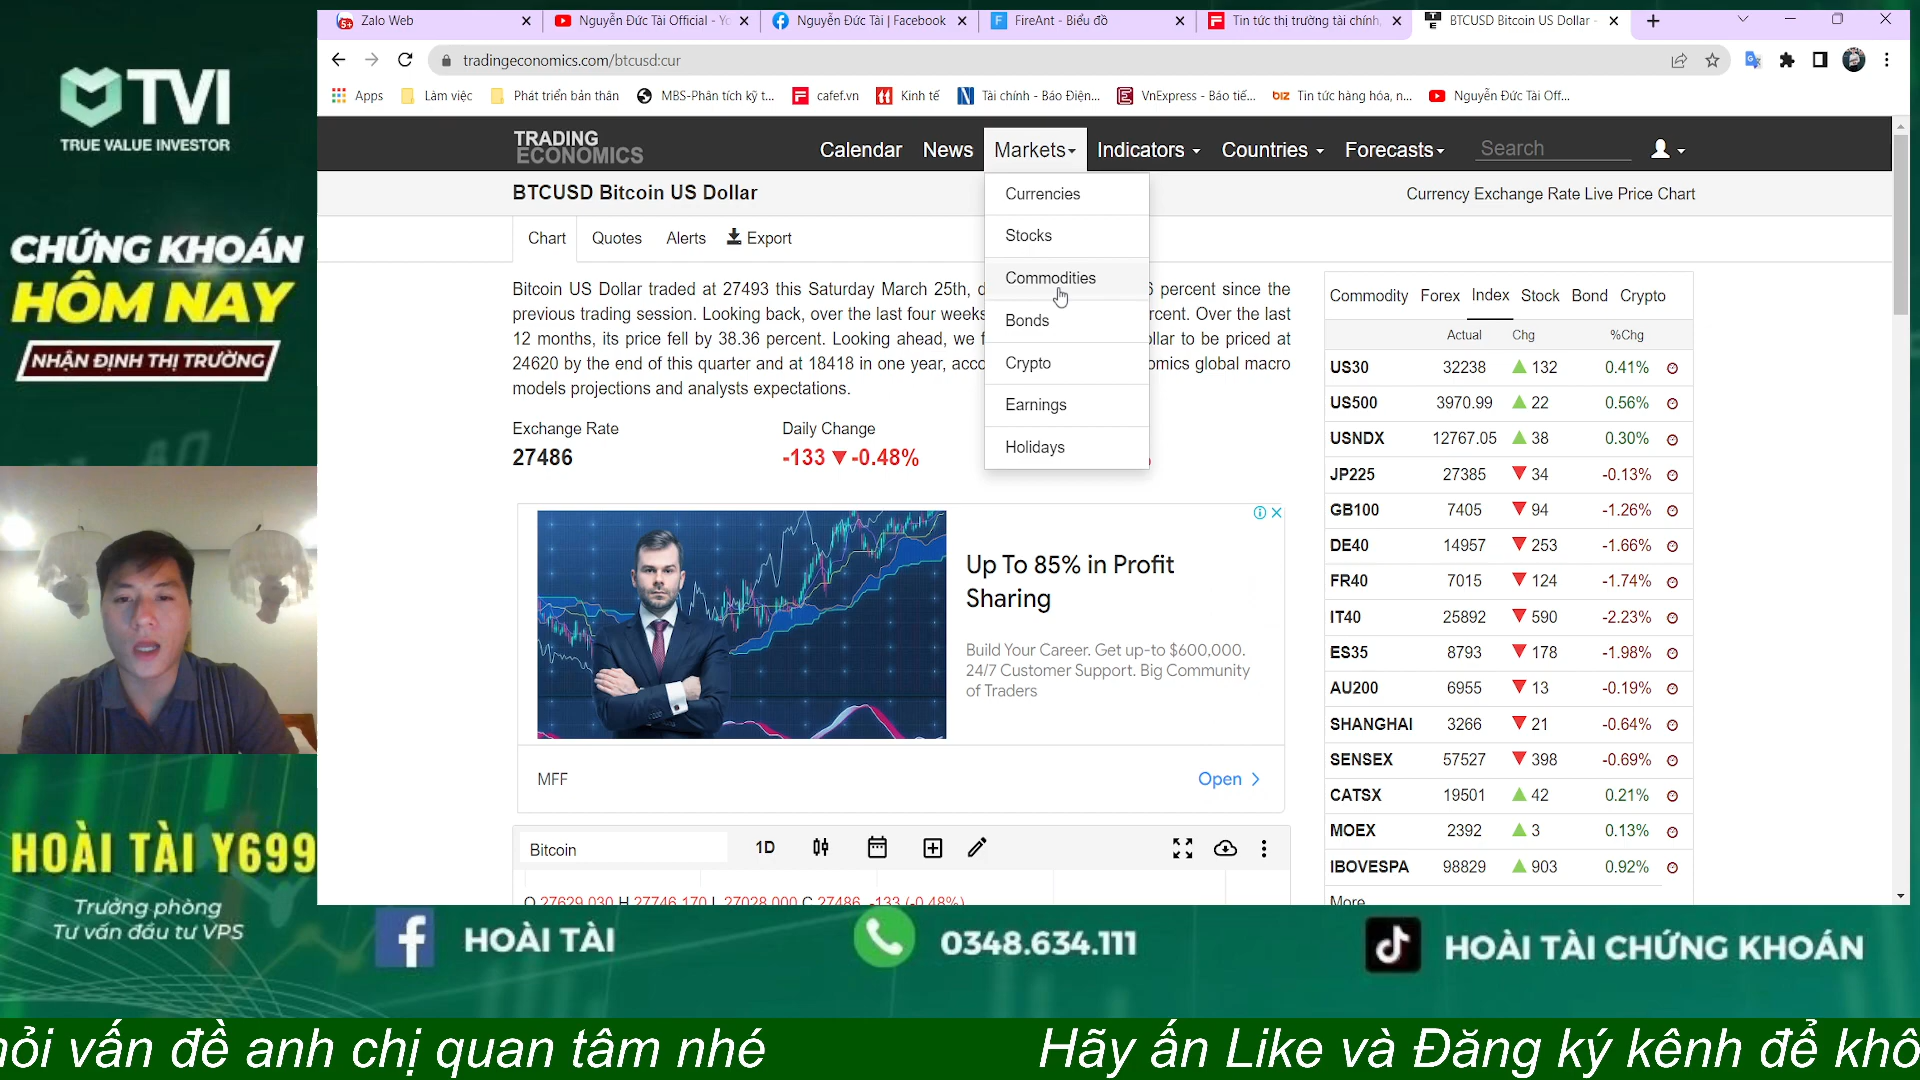 TVI
TRUE VALUE INVESTOR
CHỨNG KHOÁN
HÔM NAY
NHẬN ĐỊNH THỊ TRƯỜNG
HOÀI TÀI Y699
Trưởng phòng
Tư vấn đầu tư VPS
Zalo Web
Nguyễn Đức Tài Official - Yo
Nguyễn Đức Tài | Facebook
FireAnt - Biểu đồ
Tin tức thị trường tài chính,
BTCUSD Bitcoin US Dollar -
tradingeconomics.com/btcusd:cur
Apps
Làm việc
Phát triển bản thân
MBS-Phân tích kỹ t...
cafef.vn
Kinh tế
Tài chính - Báo Điện...
VnExpress - Báo tiế...
Tin tức hàng hóa, n...
Nguyễn Đức Tài Off...
TRADING
ECONOMICS
Calendar News Markets Indicators Countries Forecasts Search
BTCUSD Bitcoin US Dollar
Currency Exchange Rate Live Price Chart
Chart Quotes Alerts Export
Currencies
Stocks
Commodities
Bonds
Crypto
Earnings
Holidays
Bitcoin US Dollar traded at 27493 this Saturday March 25th, d 6 percent since the
previous trading session. Looking back, over the last four weeks rcent. Over the last
12 months, its price fell by 38.36 percent. Looking ahead, we f llar to be priced at
24620 by the end of this quarter and at 18418 in one year, acco omics global macro
models projections and analysts expectations.
Exchange Rate
27486
Daily Change
-133 ▼ -0.48%
Up To 85% in Profit
Sharing
Build Your Career. Get up-to $600,000.
24/7 Customer Support. Big Community
of Traders
MFF
Open
Bitcoin
1D
O 27629.030 H 27746.170 L 27028.000 C 27486 -133 (-0.48%)
Commodity Forex Index Stock Bond Crypto
Actual Chg %Chg
US30 32238 ▲ 132 0.41%
US500 3970.99 ▲ 22 0.56%
USNDX 12767.05 ▲ 38 0.30%
JP225 27385 ▼ 34 -0.13%
GB100 7405 ▼ 94 -1.26%
DE40 14957 ▼ 253 -1.66%
FR40 7015 ▼ 124 -1.74%
IT40 25892 ▼ 590 -2.23%
ES35 8793 ▼ 178 -1.98%
AU200 6955 ▼ 13 -0.19%
SHANGHAI 3266 ▼ 21 -0.64%
SENSEX 57527 ▼ 398 -0.69%
CATSX 19501 ▲ 42 0.21%
MOEX 2392 ▲ 3 0.13%
IBOVESPA 98829 ▲ 903 0.92%
More
HOÀI TÀI
0348.634.111
HOÀI TÀI CHỨNG KHOÁN
hỏi vấn đề anh chị quan tâm nhé
Hãy ấn Like và Đăng ký kênh để khô